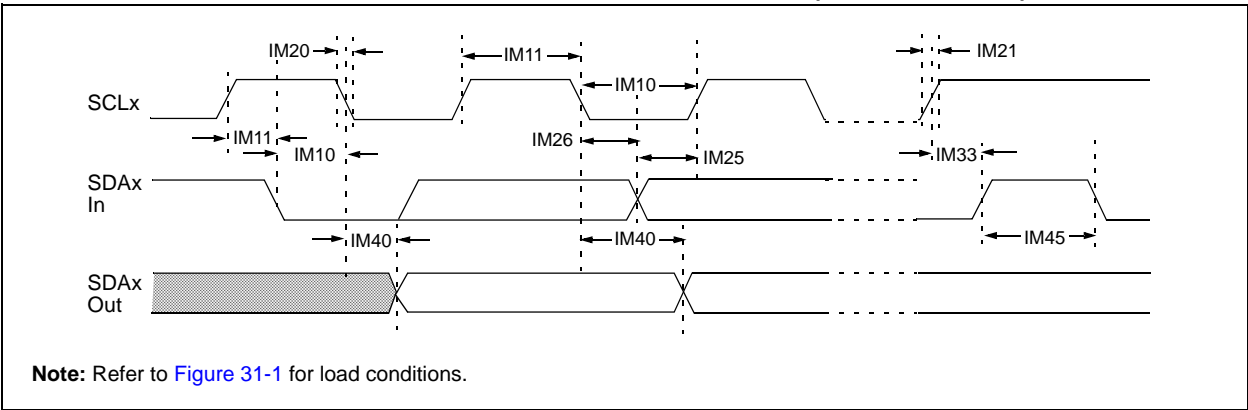 IM20
IM11
IM21
IM10
SCLx
IM11
IM26
IM10
IM25
IM33
SDAx
In
IM40
IM40
IM45
SDAx
Out
Note: Refer to Figure 31-1 for load conditions.